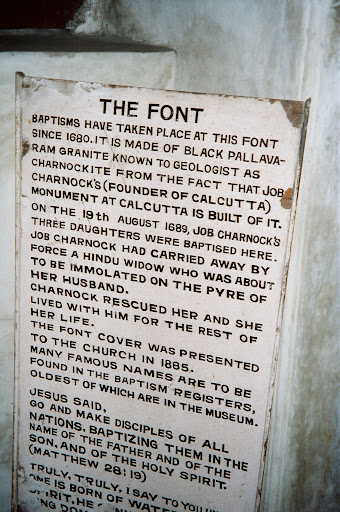 THE FONT
BAPTISMS HAVE TAKEN PLACE AT THIS FONT
SINCE 1680. IT IS MADE OF BLACK PALLAVA-
RAM GRANITE KNOWN TO GEOLOGIST AS
CHARNOCKITE FROM THE FACT THAT JOB
CHARNOCK'S (FOUNDER OF CALCUTTA)
MONUMENT AT CALCUTTA IS BUILT OF IT.
ON THE 19TH AUGUST 1689, JOB CHARNOCK'S
THREE DAUGHTERS WERE BAPTISED HERE.
JOB CHARNOCK HAD CARRIED AWAY BY
FORCE A HINDU WIDOW WHO WAS ABOUT
TO BE IMMOLATED ON THE PYRE OF
HER HUSBAND.
CHARNOCK RESCUED HER AND SHE
LIVED WITH HIM FOR THE REST OF
HER LIFE.
THE FONT COVER WAS PRESENTED
TO THE CHURCH IN 1885.
MANY FAMOUS NAMES ARE TO BE
FOUND IN THE BAPTISM REGISTERS,
OLDEST OF WHICH ARE IN THE MUSEUM.
JESUS SAID,
GO AND MAKE DISCIPLES OF ALL
NATIONS, BAPTIZING THEM IN THE
NAME OF THE FATHER AND OF THE
SON, AND OF THE HOLY SPIRIT.
(MATTHEW 28:19)
TRULY, TRULY, I SAY TO YOU
ONE IS BORN OF WATER
SPIRIT, HE